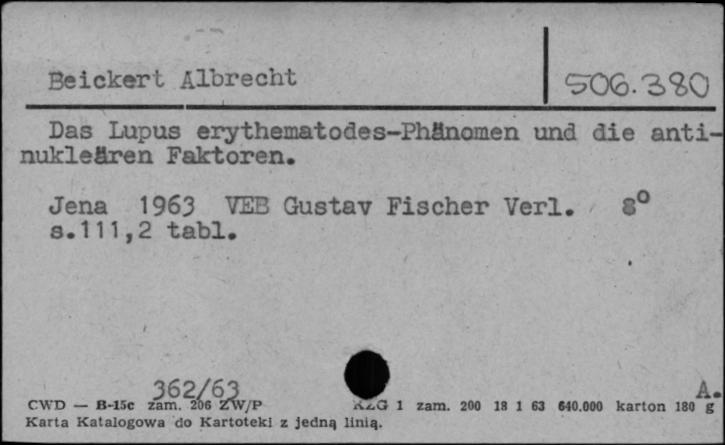 Beickert Albrecht
506.380
Das Lupus erythematodes-Phänomen und die anti-
nukleären Faktoren.
Jena 1963 VEB Gustav Fischer Verl. 8º
s.111,2 tabl.
362/63
A.
CWD — B-15c zam. 206 ZW/P KZG 1 zam. 200 18 1 63 640.000 karton 180 g
Karta Katalogowa do Kartoteki z jedną linią.